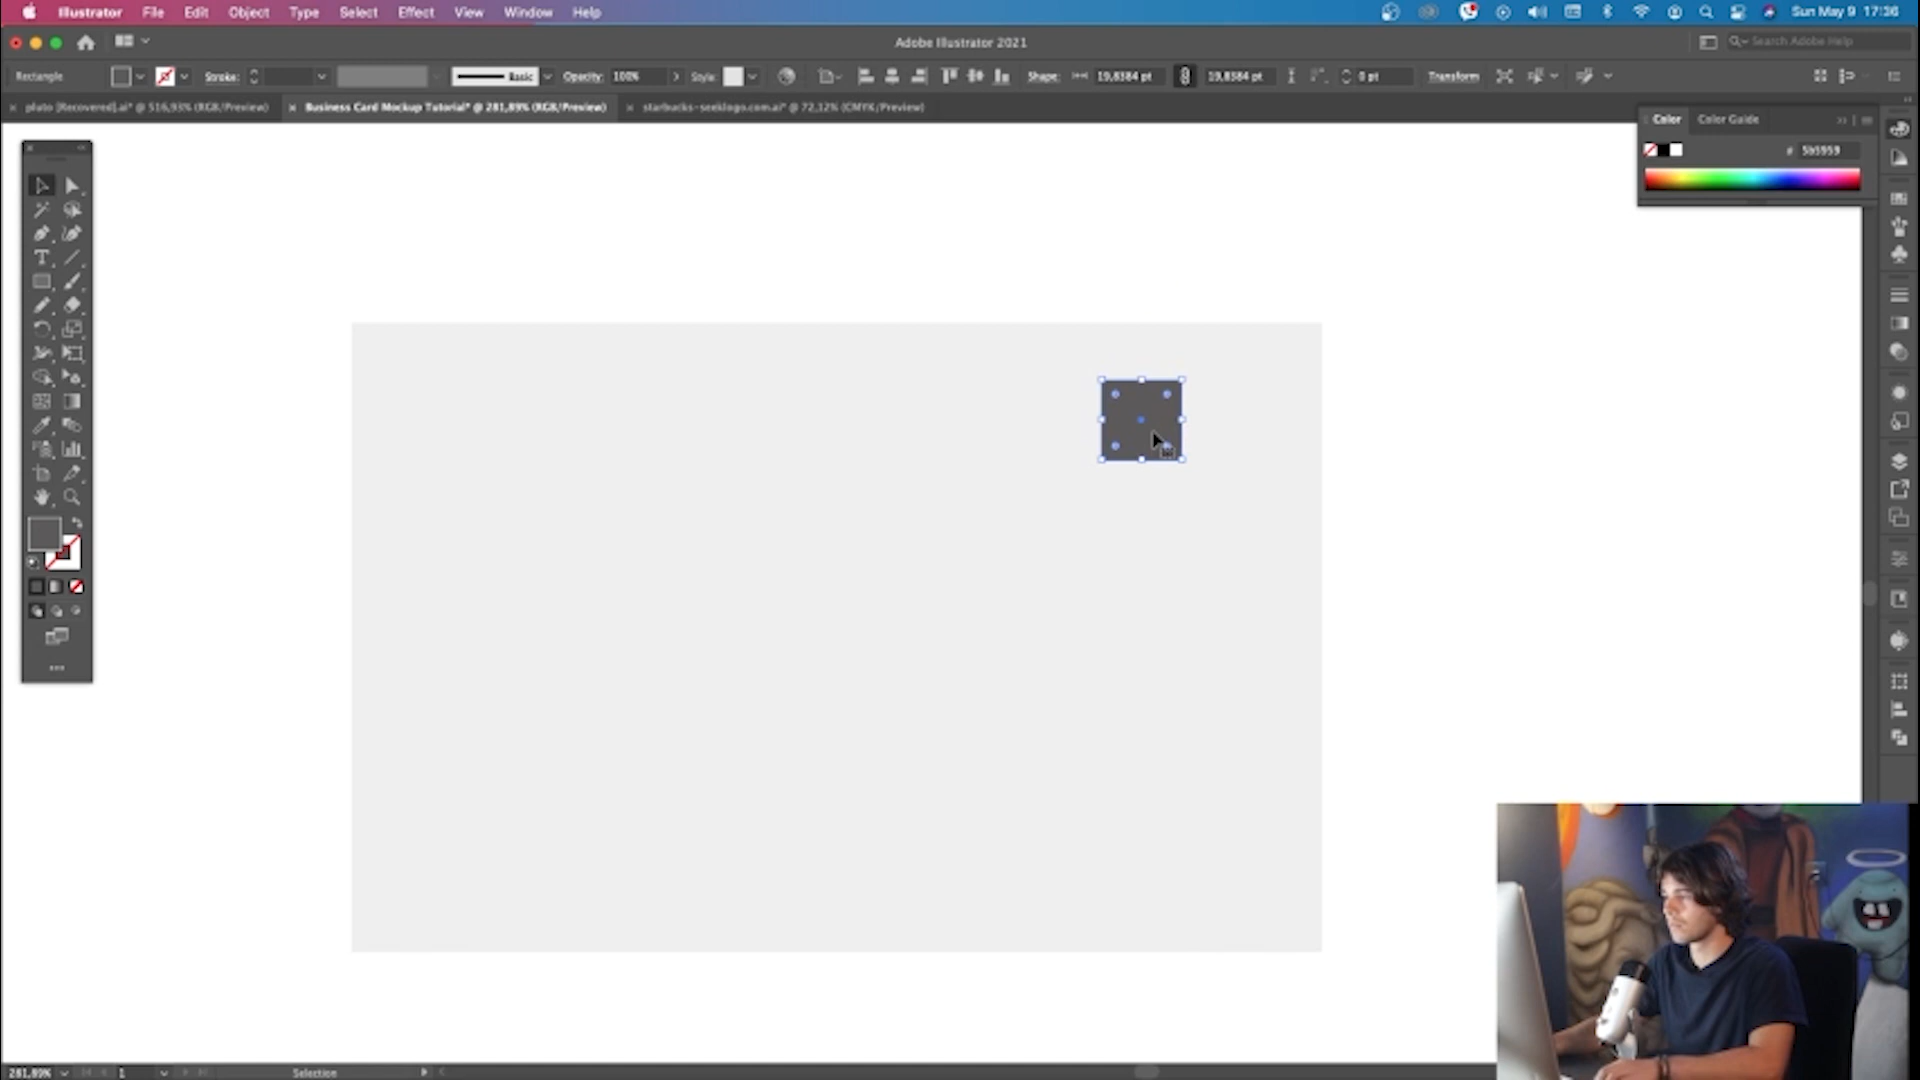 Illustrator File Edit Object Type Select Effect View Window Help Sun May 9 17:36
Adobe Illustrator 2021 Search Adobe Help
Rectangle Stroke: Basic Opacity: 100% Style: Shape: 19,8384 pt 19,8384 pt 0 pt Transform
× pluto [Recovered].ai* @ 516,93% (RGB/Preview) × Business Card Mockup Tutorial* @ 281,89% (RGB/Preview) × starbucks-seeklogo.com.ai* @ 72,12% (CMYK/Preview)
Color Color Guide
# 5b5959
281,89% 1 Selection